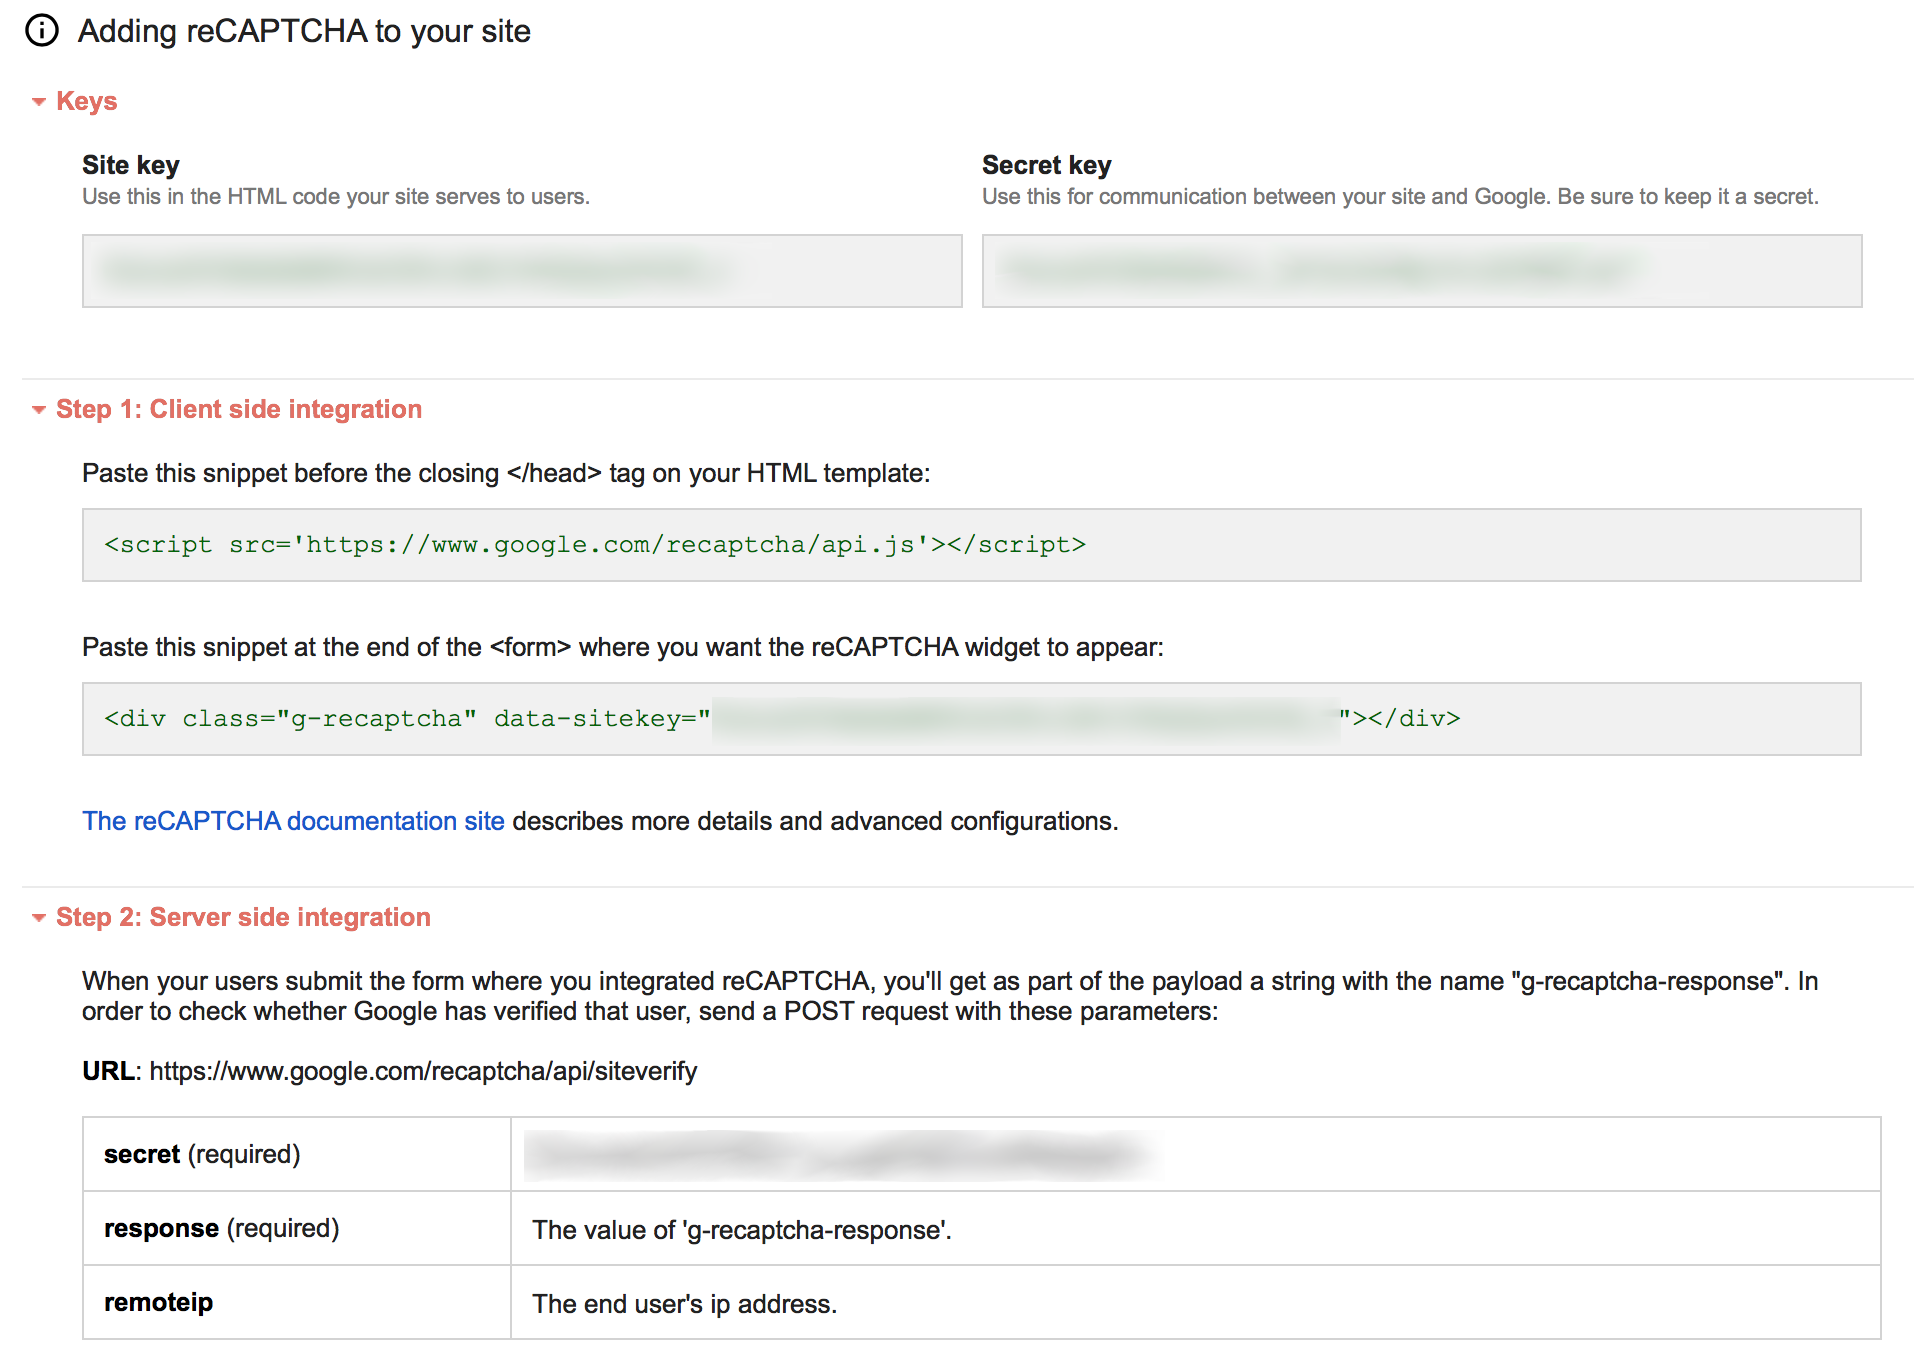 Adding reCAPTCHA to your site
Keys
Site key
Use this in the HTML code your site serves to users.
Secret key
Use this for communication between your site and Google. Be sure to keep it a secret.
Step 1: Client side integration
Paste this snippet before the closing </head> tag on your HTML template:
<script src='https://www.google.com/recaptcha/api.js'></script>
Paste this snippet at the end of the <form> where you want the reCAPTCHA widget to appear:
<div class="g-recaptcha" data-sitekey=""></div>
The reCAPTCHA documentation site describes more details and advanced configurations.
Step 2: Server side integration
When your users submit the form where you integrated reCAPTCHA, you'll get as part of the payload a string with the name "g-recaptcha-response". In
order to check whether Google has verified that user, send a POST request with these parameters:
URL: https://www.google.com/recaptcha/api/siteverify
secret (required)
response (required) The value of 'g-recaptcha-response'.
remoteip The end user's ip address.